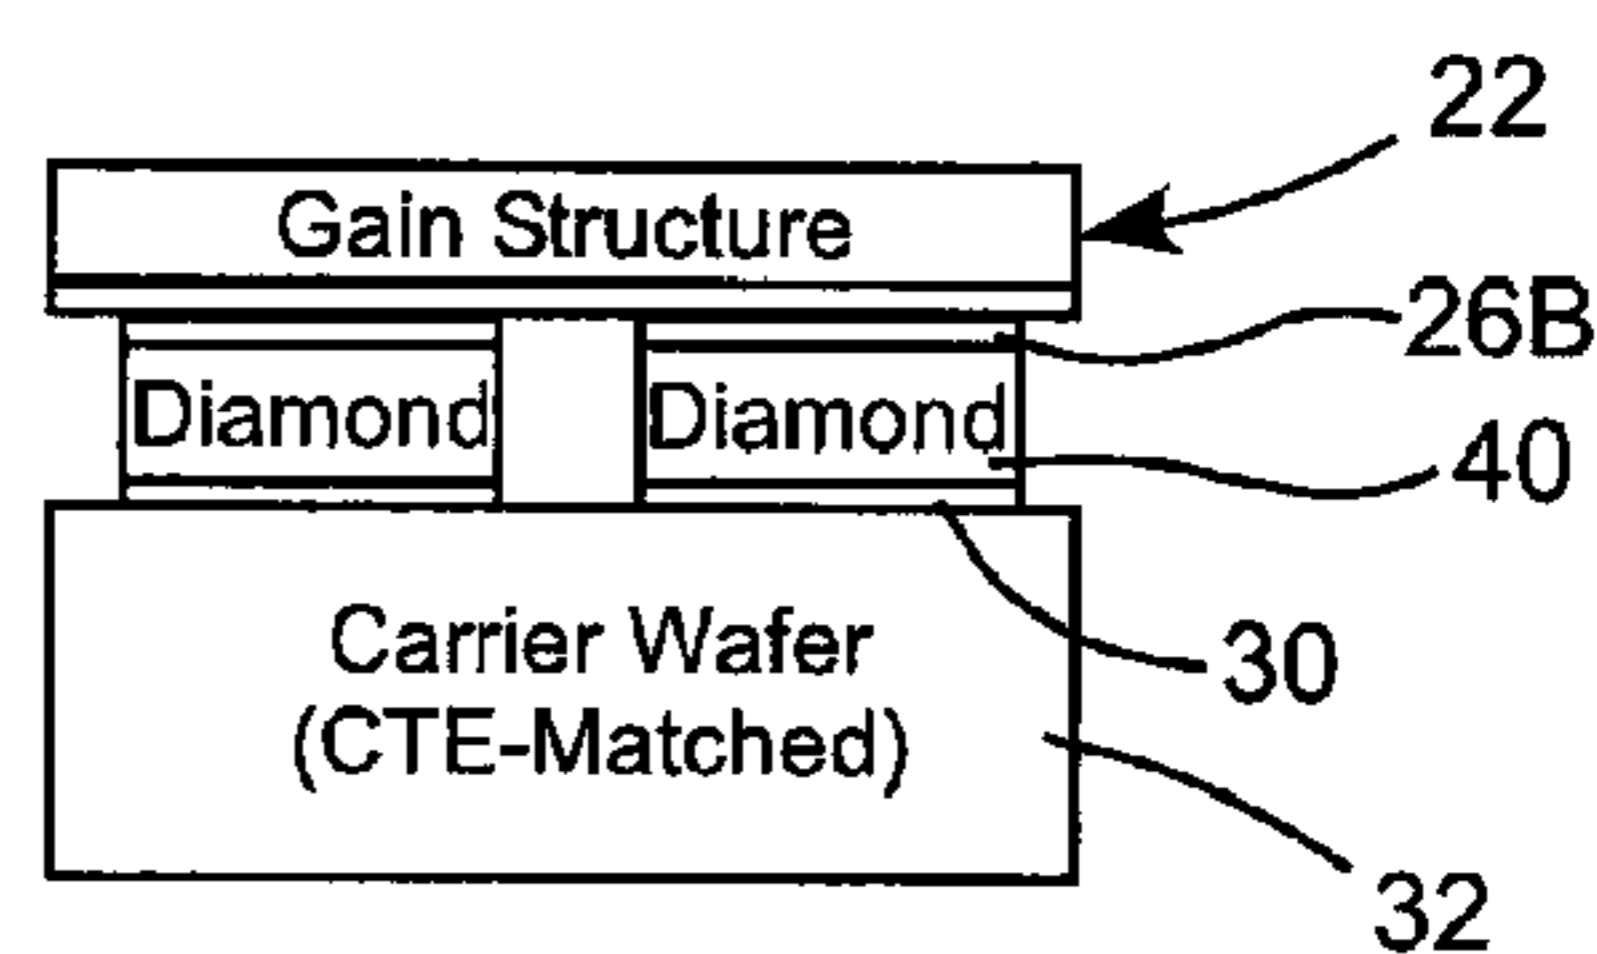 22
Gain Structure
26B
Diamond Diamond
40
30
Carrier Wafer
(CTE-Matched)
32